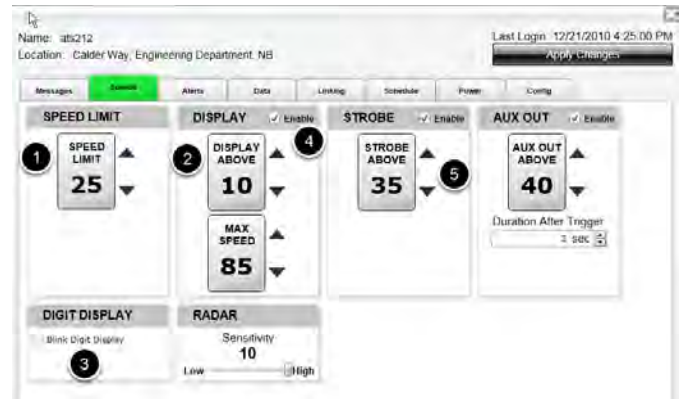 Name: ats212
Last Login: 12/21/2010 4:25:00 PM
Location: Calder Way, Engineering Department, NB
Apply Changes
Messages
Alerts
Data
Linking
Schedule
Power
Config
SPEED LIMIT
DISPLAY
Enable
STROBE
Enable
AUX OUT
Enable
1
SPEED
LIMIT
25
2
DISPLAY
ABOVE
10
4
STROBE
ABOVE
35
5
AUX OUT
ABOVE
40
MAX
SPEED
85
Duration After Trigger
sec
DIGIT DISPLAY
RADAR
Blink Digit Display
3
Sensitivity
10
Low
High